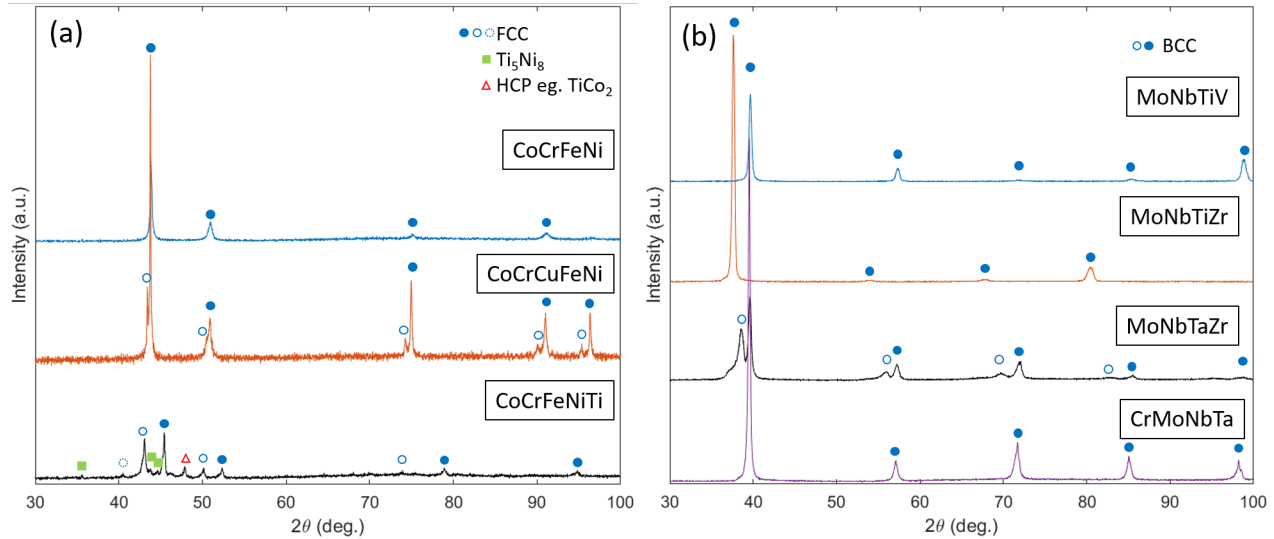 (a)
FCC
Ti5Ni8
HCP eg. TiCo2
CoCrFeNi
CoCrCuFeNi
CoCrFeNiTi
Intensity (a.u.)
30 40 50 60 70 80 90 100
2θ (deg.)
(b)
BCC
MoNbTiV
MoNbTiZr
MoNbTaZr
CrMoNbTa
Intensity (a.u.)
30 40 50 60 70 80 90 100
2θ (deg.)